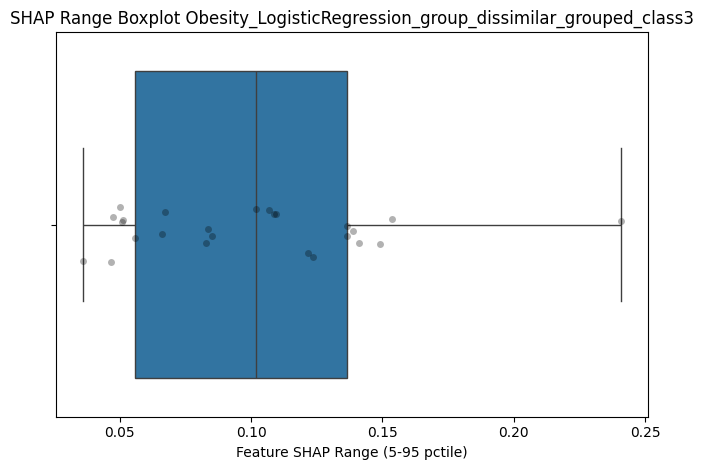 SHAP Range Boxplot Obesity_LogisticRegression_group_dissimilar_grouped_class3
0.05 0.10 0.15 0.20 0.25
Feature SHAP Range (5-95 pctile)